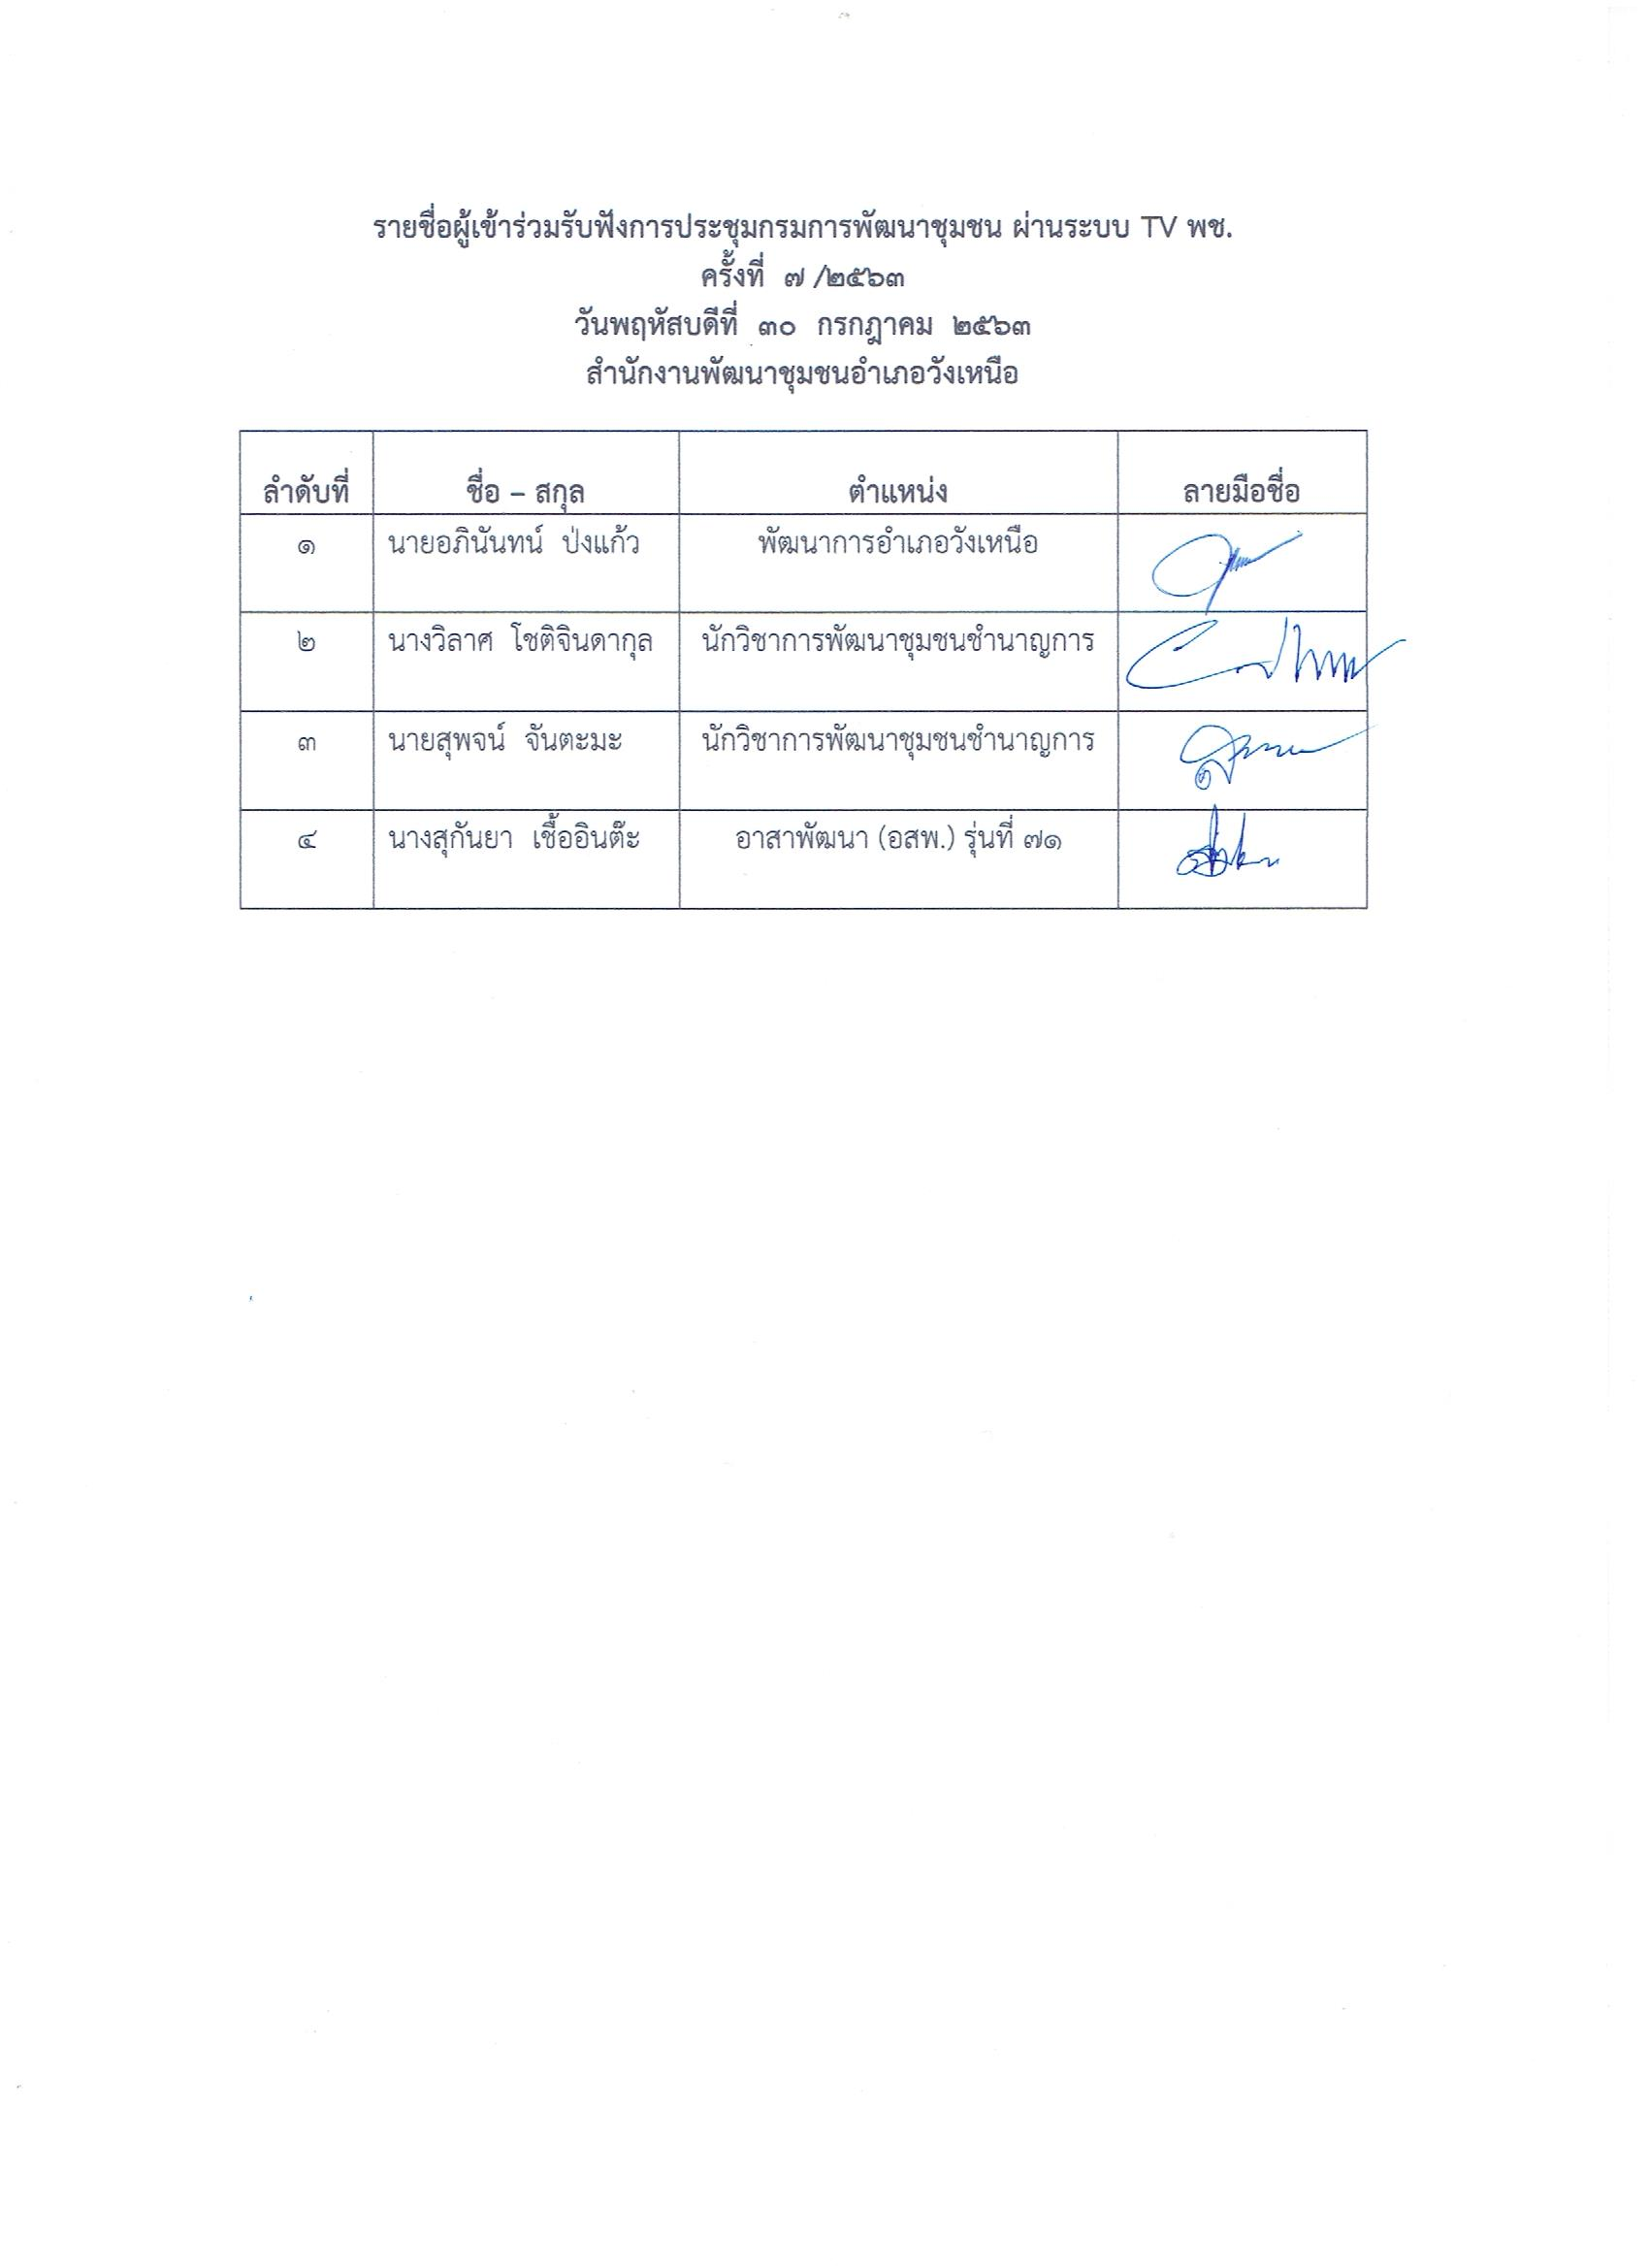 รายชื่อผู้เข้าร่วมรับฟังการประชุมกรมการพัฒนาชุมชน ผ่านระบบ TV พช.
ครั้งที่ ๗ /๒๕๖๓
วันพฤหัสบดีที่ ๓๐ กรกฎาคม ๒๕๖๓
สำนักงานพัฒนาชุมชนอำเภอวังเหนือ
ลำดับที่ ชื่อ – สกุล ตำแหน่ง ลายมือชื่อ
๑ นายอภินันทน์ ป่งแก้ว พัฒนาการอำเภอวังเหนือ
๒ นางวิลาศ โชติจินดากุล นักวิชาการพัฒนาชุมชนชำนาญการ
๓ นายสุพจน์ จันตะมะ นักวิชาการพัฒนาชุมชนชำนาญการ
๔ นางสุกันยา เชื้ออินต๊ะ อาสาพัฒนา (อสพ.) รุ่นที่ ๗๑